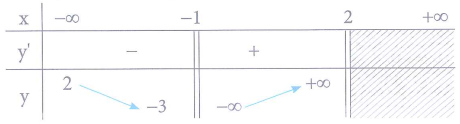 x −∞ −1 2 +∞
y' − +
y 2 −3 −∞ +∞